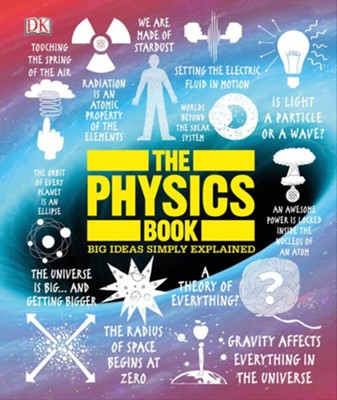 DK
TOUCHING
THE SPRING
OF THE AIR
WE ARE
MADE OF
STARDUST
RADIATION
IS AN
ATOMIC
PROPERTY OF
THE ELEMENTS
SETTING THE ELECTRIC
FLUID IN MOTION
WORLDS
BEYOND
THE SOLAR
SYSTEM
IS LIGHT
A PARTICLE
OR A WAVE?
THE ORBIT
OF EVERY
PLANET IS
AN ELLIPSE
THE
PHYSICS
BOOK
BIG IDEAS SIMPLY EXPLAINED
AN AWESOME
POWER IS LOCKED
INSIDE THE
NUCLEUS OF
AN ATOM
THE UNIVERSE
IS BIG... AND
GETTING BIGGER
A
THEORY OF
EVERYTHING?
THE RADIUS
OF SPACE
BEGINS AT
ZERO
GRAVITY AFFECTS
EVERYTHING IN
THE UNIVERSE